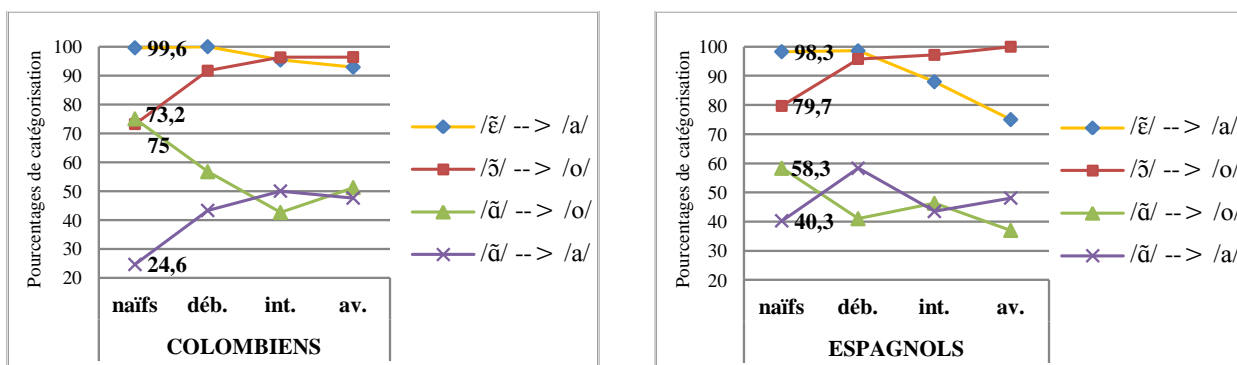 Pourcentages de catégorisation
100
90
80
70
60
50
40
30
20
99,6
73,2
75
24,6
naïfs déb. int. av.
COLOMBIENS
/ɛ̃/ --> /a/
/ɔ̃/ --> /o/
/ɑ̃/ --> /o/
/ɑ̃/ --> /a/
Pourcentages de catégorisation
100
90
80
70
60
50
40
30
20
98,3
79,7
58,3
40,3
naïfs déb. int. av.
ESPAGNOLS
/ɛ̃/ --> /a/
/ɔ̃/ --> /o/
/ɑ̃/ --> /o/
/ɑ̃/ --> /a/